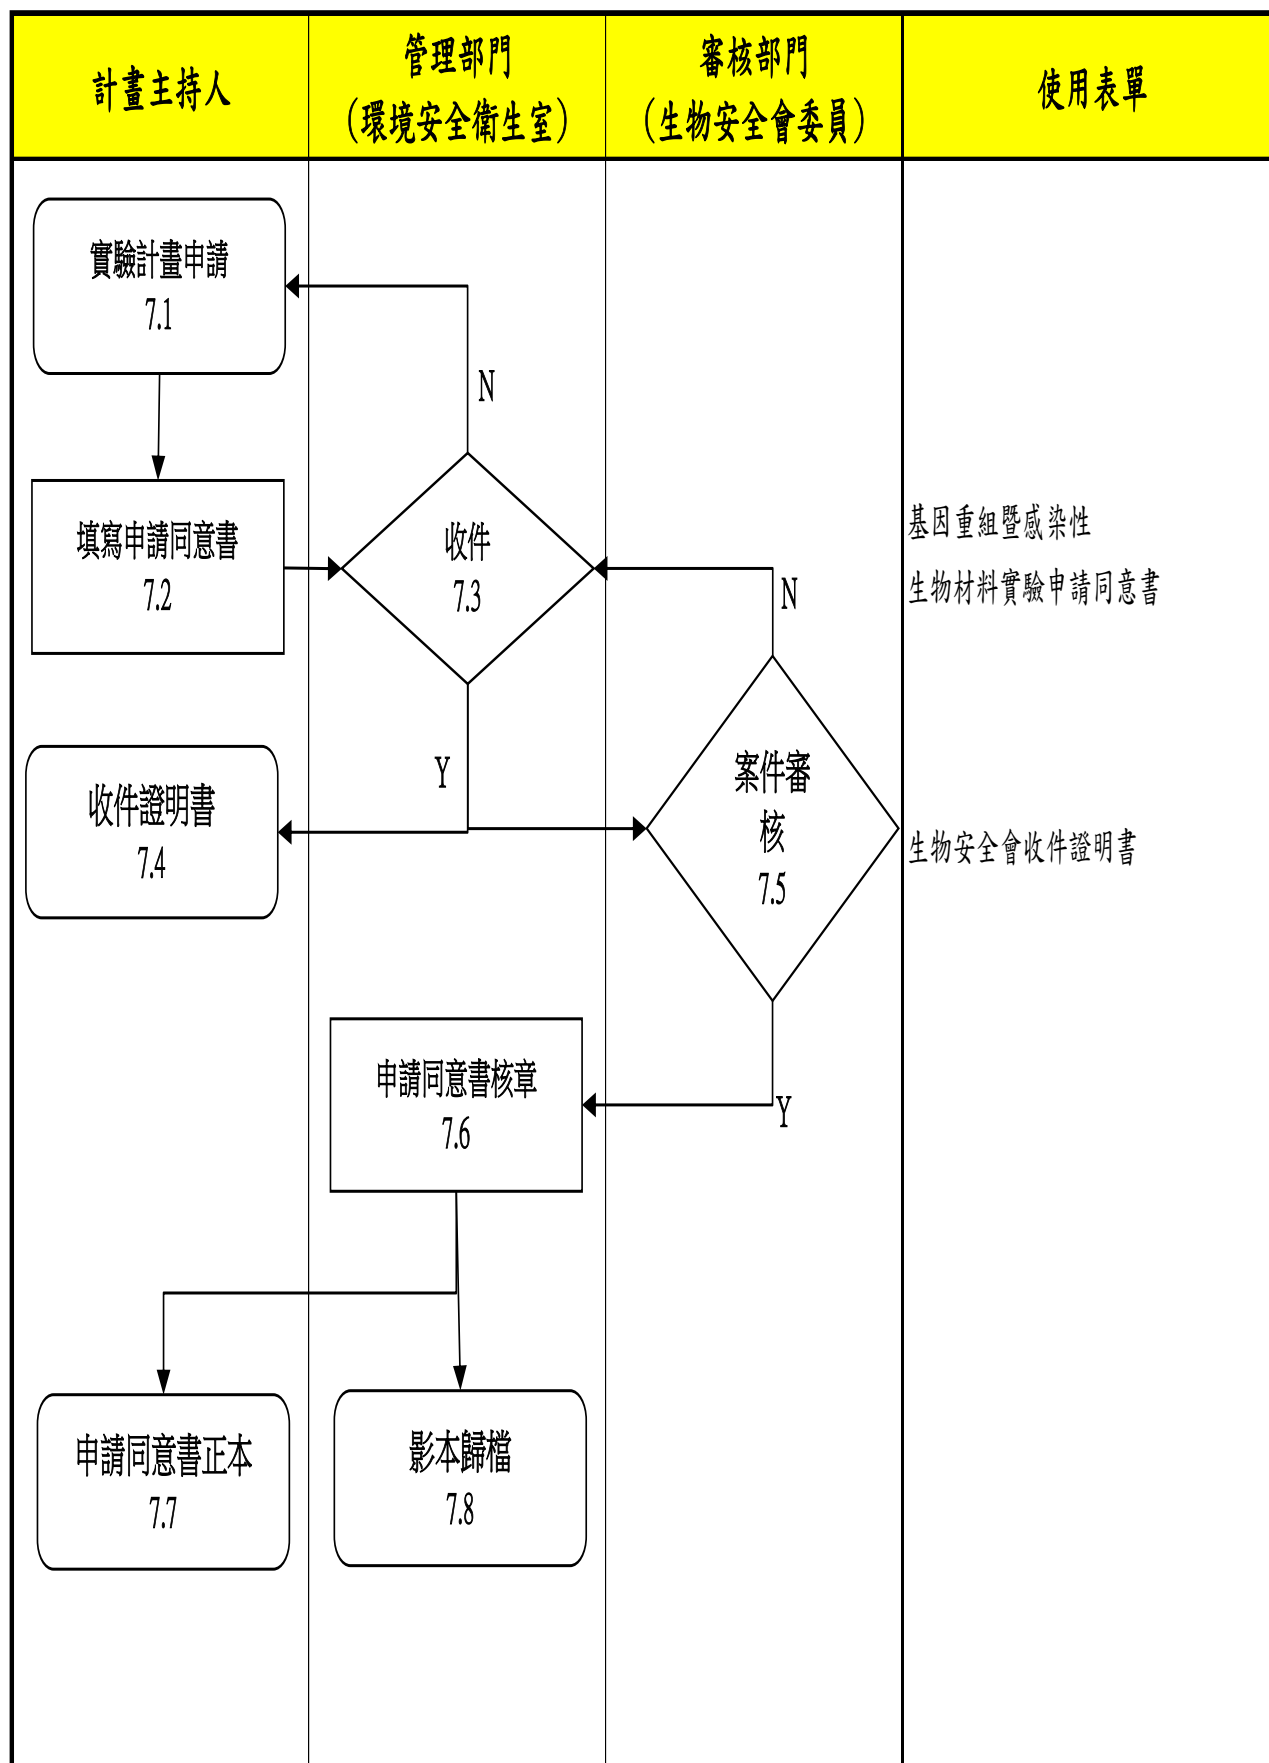 計畫主持人
管理部門
（環境安全衛生室）
審核部門
（生物安全會委員）
使用表單
實驗計畫申請
7.1
N
填寫申請同意書
7.2
收件
7.3
N
基因重組暨感染性
生物材料實驗申請同意書
Y
收件證明書
7.4
案件審
核
7.5
生物安全會收件證明書
申請同意書核章
7.6
Y
申請同意書正本
7.7
影本歸檔
7.8